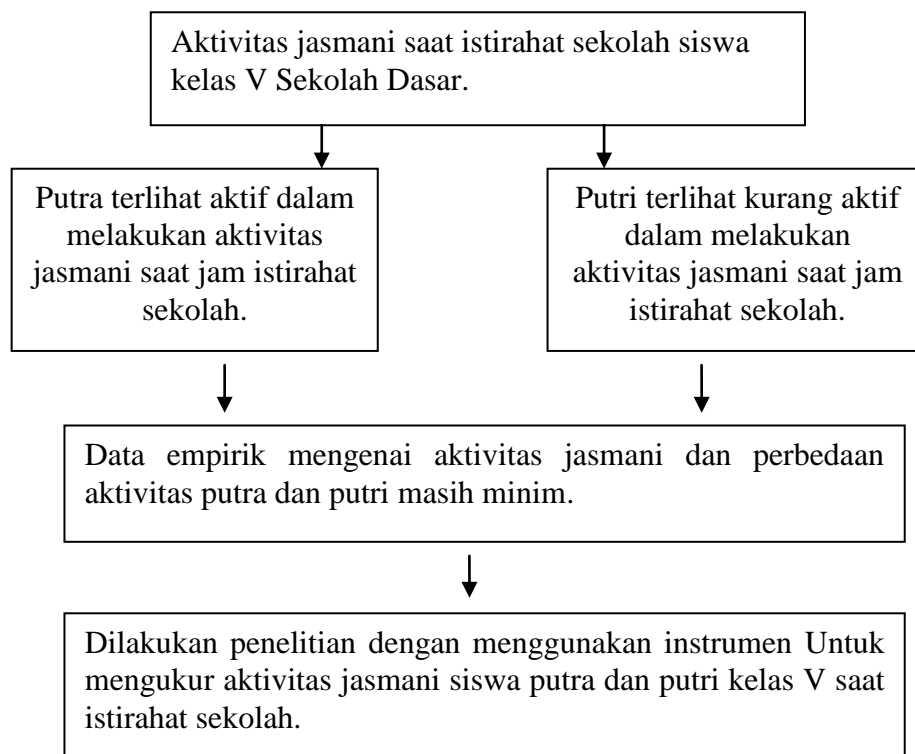 Aktivitas jasmani saat istirahat sekolah siswa
kelas V Sekolah Dasar.
Putra terlihat aktif dalam
melakukan aktivitas
jasmani saat jam istirahat
sekolah.
Putri terlihat kurang aktif
dalam melakukan
aktivitas jasmani saat jam
istirahat sekolah.
Data empirik mengenai aktivitas jasmani dan perbedaan
aktivitas putra dan putri masih minim.
Dilakukan penelitian dengan menggunakan instrumen Untuk
mengukur aktivitas jasmani siswa putra dan putri kelas V saat
istirahat sekolah.